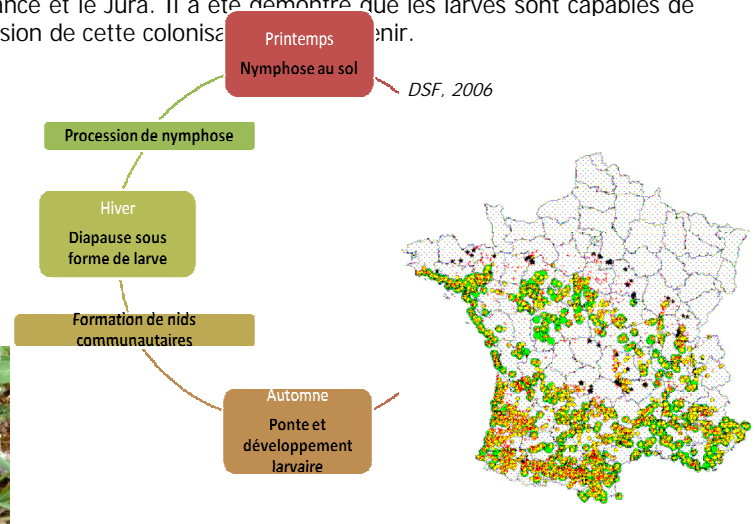 ance et le Jura. Il a été démontré que les larves sont capables de
sion de cette colonisa enir.
Printemps
Nymphose au sol
DSF, 2006
Procession de nymphose
Hiver
Diapause sous
forme de larve
Formation de nids
communautaires
Automne
Ponte et
développement
larvaire